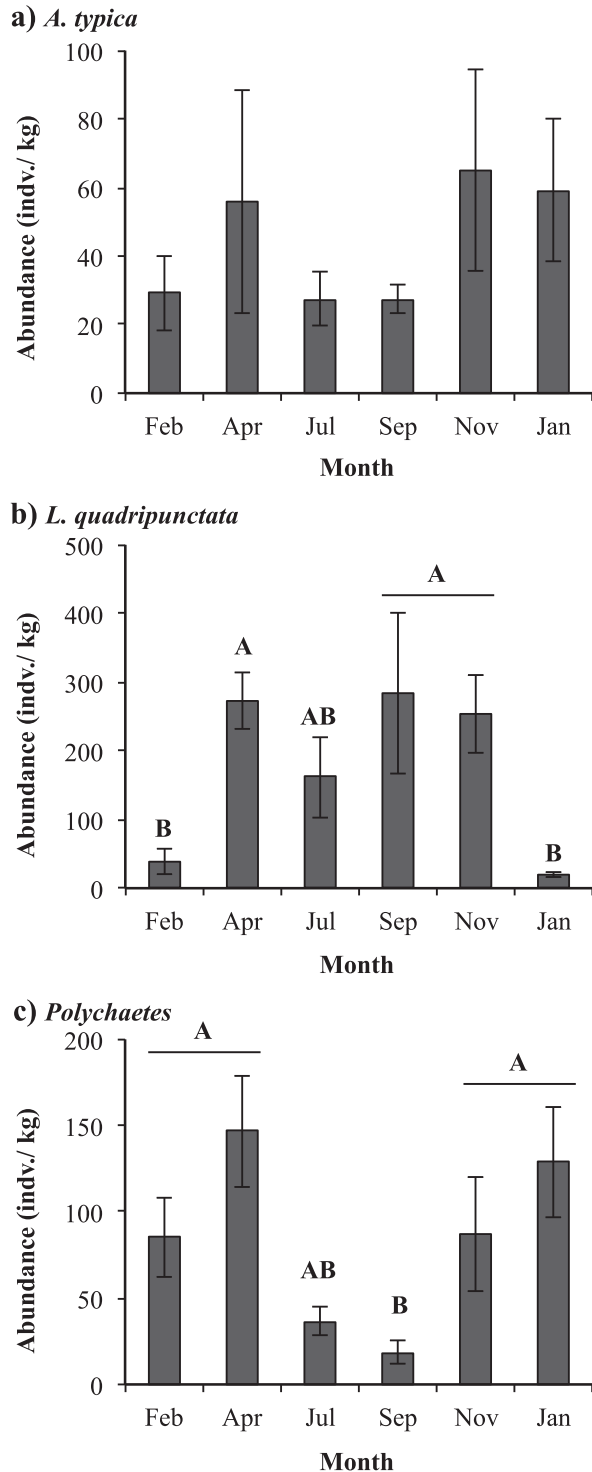 a) A. typica
Abundance (indv./ kg)
100
80
60
40
20
0
Feb Apr Jul Sep Nov Jan
Month
b) L. quadripunctata
Abundance (indv./ kg)
500
400
300
200
100
0
B
A
AB
A
B
Feb Apr Jul Sep Nov Jan
Month
c) Polychaetes
Abundance (indv./ kg)
200
150
100
50
0
A
AB
B
A
Feb Apr Jul Sep Nov Jan
Month